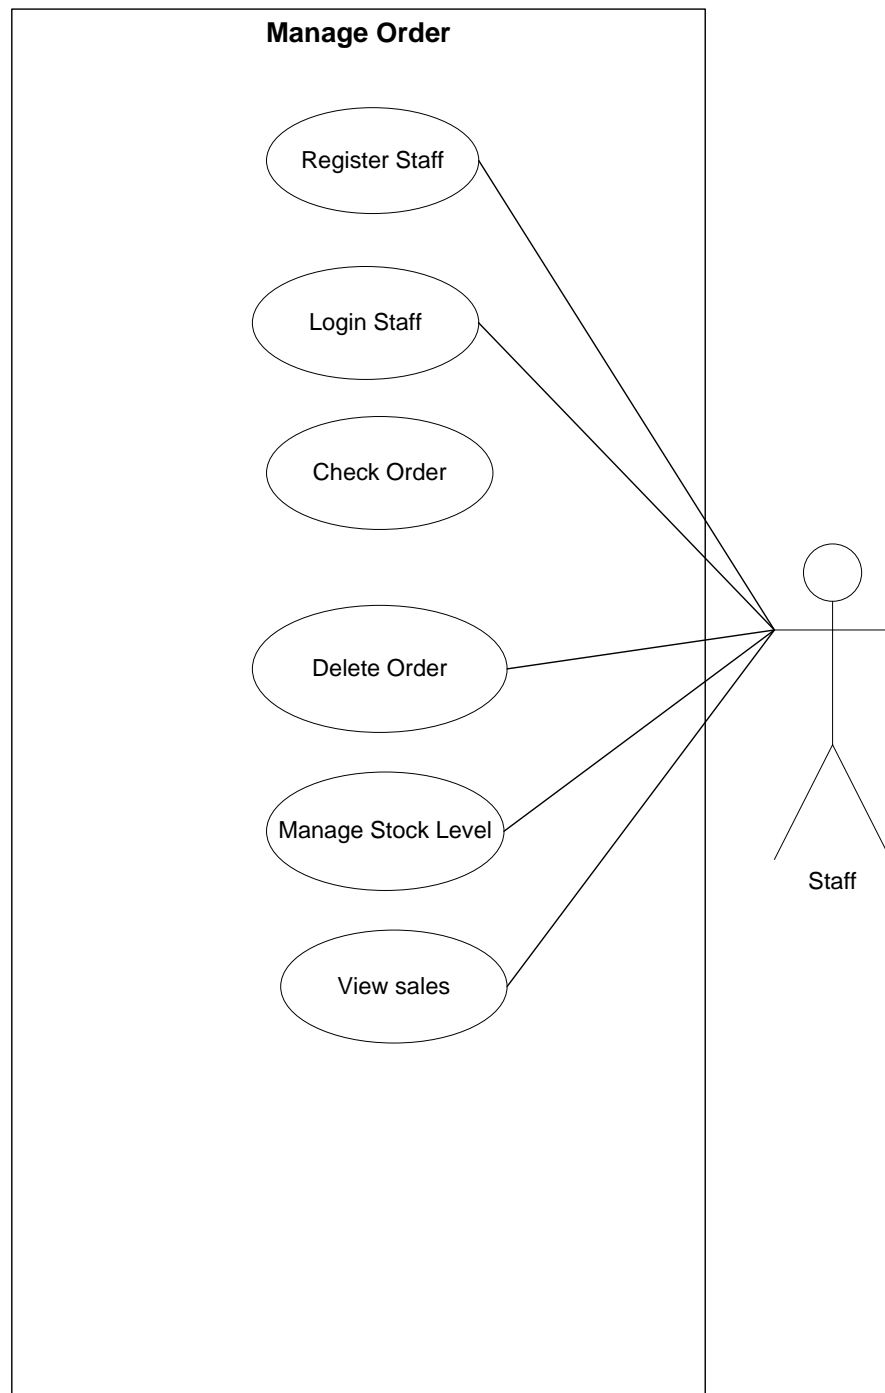 Manage Order
Register Staff
Login Staff
Check Order
Delete Order
Manage Stock Level
Staff
View sales